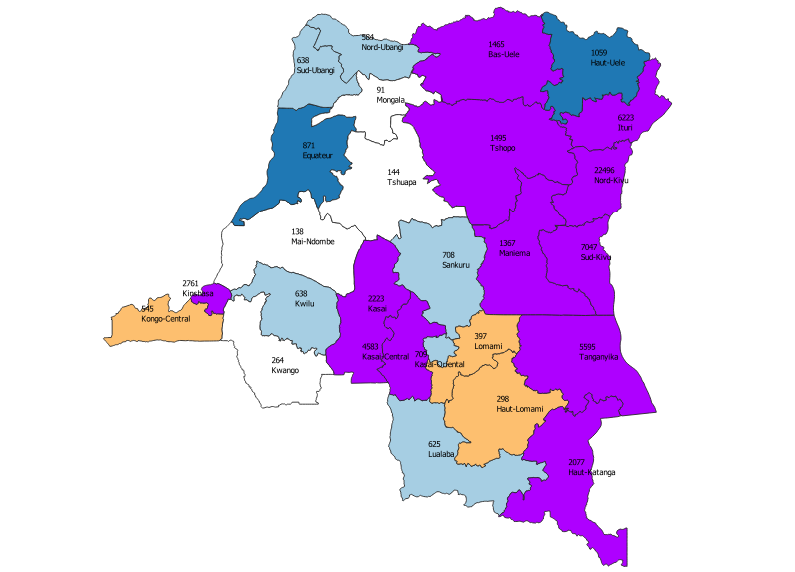 584
Nord-Ubangi
638
Sud-Ubangi
1465
Bas-Uele
1059
Haut-Uele
91
Mongala
6223
Ituri
871
Equateur
1495
Tshopo
144
Tshuapa
22496
Nord-Kivu
138
Mai-Ndombe
708
Sankuru
1367
Maniema
7047
Sud-Kivu
2761
Kinshasa
545
Kongo-Central
638
Kwilu
2223
Kasai
397
Lomami
4583
Kasai-Central
709
Kasai-Oriental
5595
Tanganyika
264
Kwango
298
Haut-Lomami
625
Lualaba
2077
Haut-Katanga